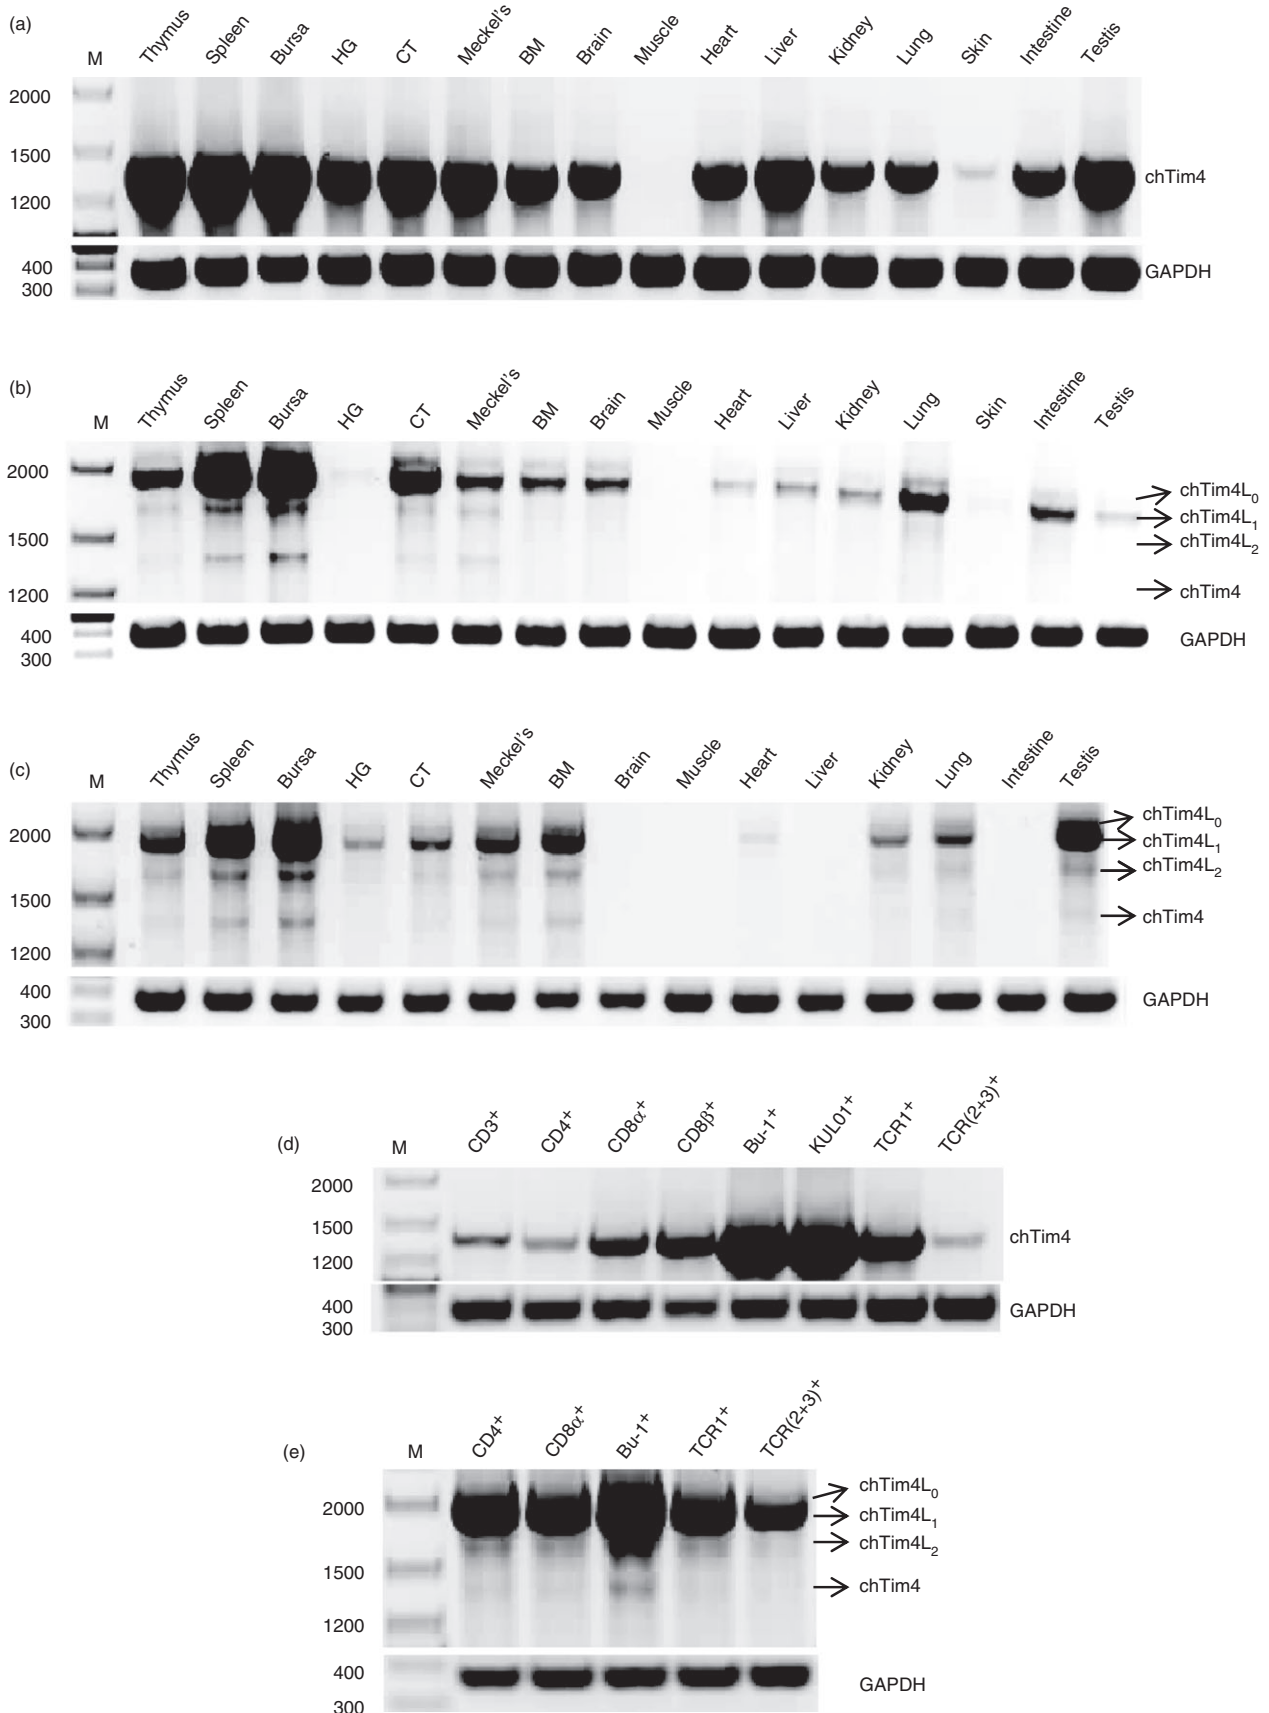 (a)
M Thymus Spleen Bursa HG CT Meckel's BM Brain Muscle Heart Liver Kidney Lung Skin Intestine Testis
2000
1500
chTim4
1200
400 GAPDH
300
(b)
M Thymus Spleen Bursa HG CT Meckel's BM Brain Muscle Heart Liver Kidney Lung Skin Intestine Testis
2000
chTim4L0
chTim4L1
1500 chTim4L2
1200 chTim4
400 GAPDH
300
(c)
M Thymus Spleen Bursa HG CT Meckel's BM Brain Muscle Heart Liver Kidney Lung Intestine Testis
chTim4L0
2000 chTim4L1
chTim4L2
1500
chTim4
1200
400 GAPDH
300
(d)
M CD3+ CD4+ CD8α+ CD8β+ Bu-1+ KUL01+ TCR1+ TCR(2+3)+
2000
1500
chTim4
1200
400 GAPDH
300
(e)
M CD4+ CD8α+ Bu-1+ TCR1+ TCR(2+3)+
chTim4L0
2000 chTim4L1
chTim4L2
1500
chTim4
1200
400
GAPDH
300